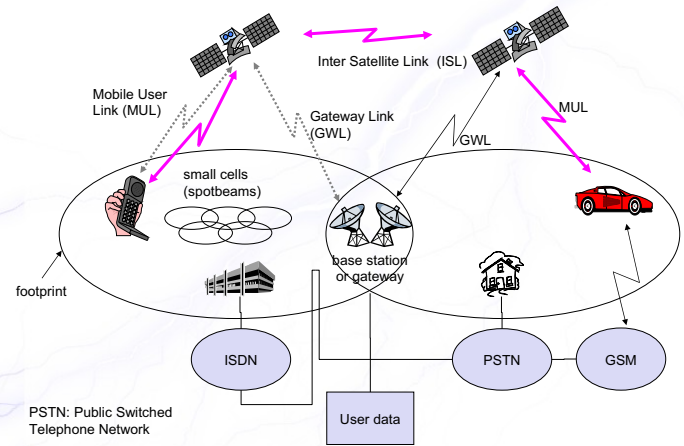 Inter Satellite Link (ISL)
Mobile User
Link (MUL)
Gateway Link
(GWL)
MUL
GWL
small cells
(spotbeams)
base station
or gateway
footprint
ISDN
PSTN
GSM
User data
PSTN: Public Switched
Telephone Network